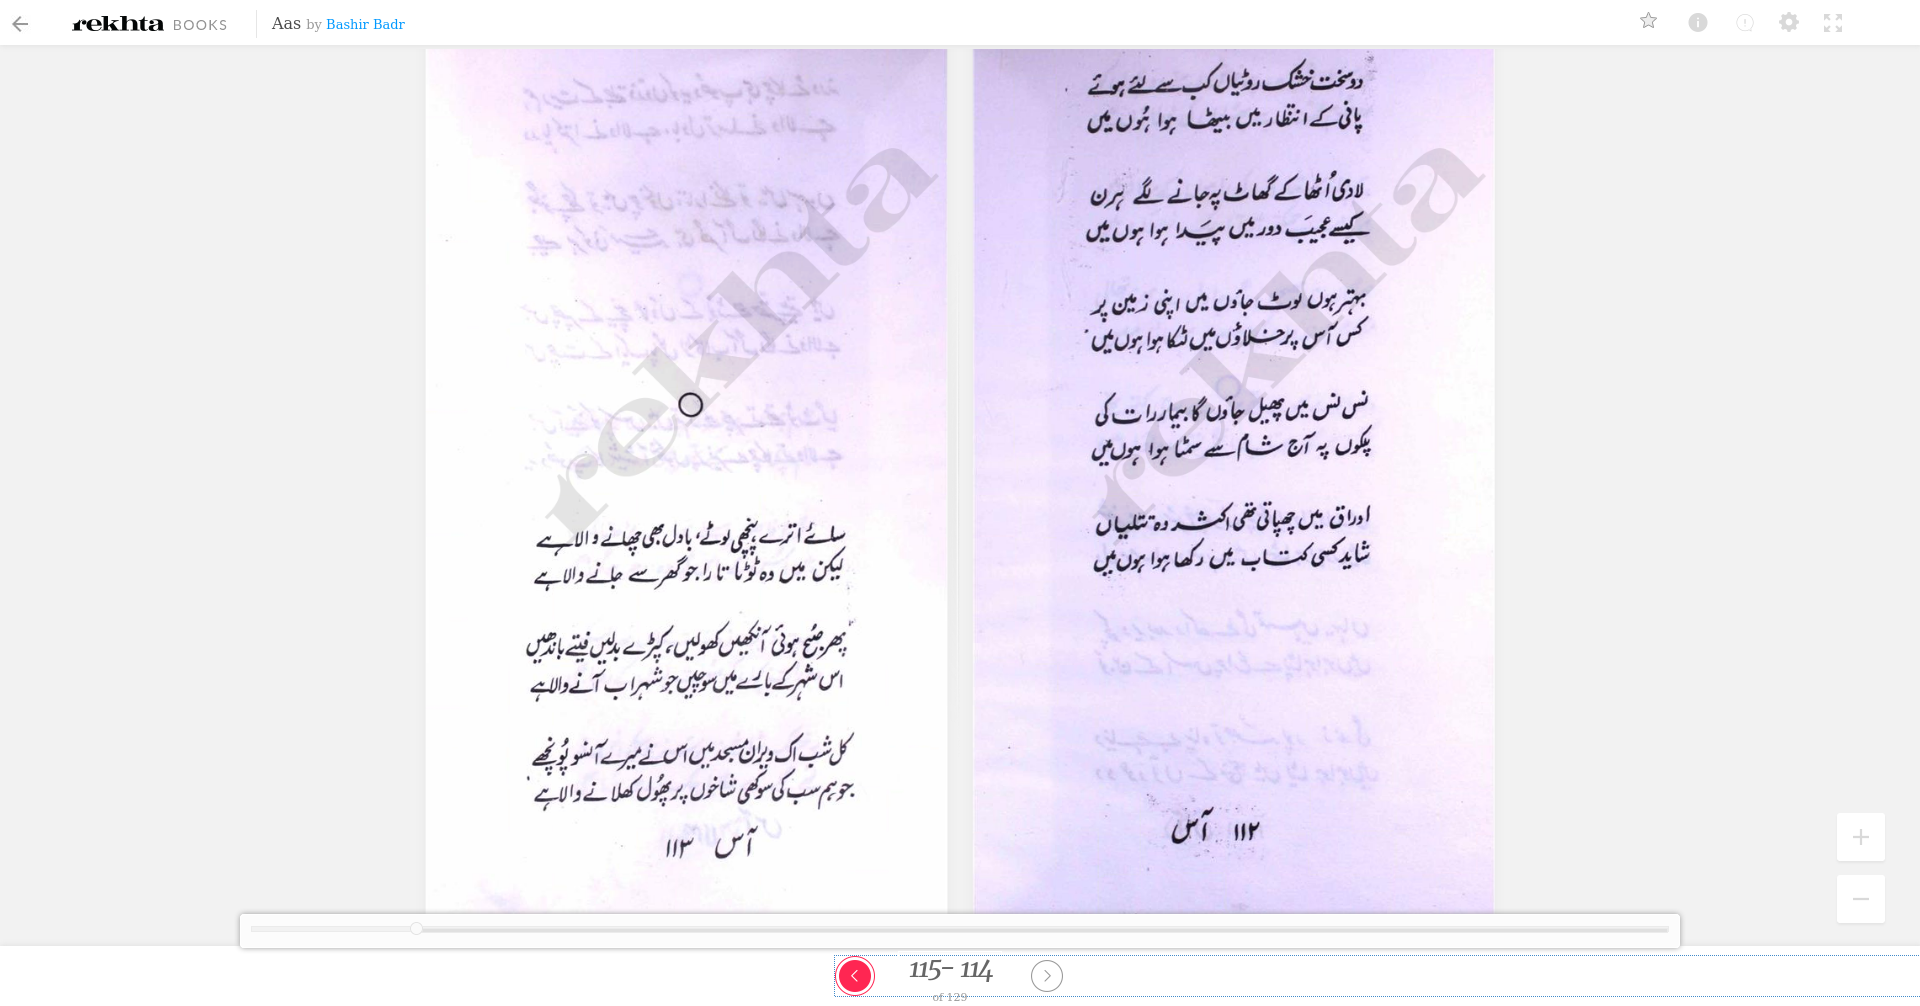 rekhta BOOKS
Aas by Bashir Badr
دو سخت خشک روٹیاں کب سے لئے ہوئے
پانی کے انتظار میں بیٹھا ہوا ہُوں میں
لادی اُٹھا کے گھاٹ پہ جانے لگے ہرن
کیسے عجیب دور میں پیدا ہوا ہوں میں
بہتر ہوں لوٹ جاؤں میں اپنی زمین پر
کس آس پر خلاؤں میں لٹکا ہوا ہوں میں
نس نس میں پھیل جاؤں گا بیمار رات کی
پلکوں پہ آج شام سے سمٹا ہوا ہوں میں
اوراق میں چھپاتی تھی اکثر وہ تتلیاں
شاید کسی کتاب میں رکھا ہوا ہوں میں
۱۱۲ آس
سائے اترے، پنچھی لوٹے، بادل بھی چھانے والا ہے
لیکن میں وہ ٹوٹا تارا جو گھر سے جانے والا ہے
پھر صبُح ہوئی آنکھیں کھولیں، کپڑے بدلیں فیتے باندھیں
اس شہر کے بارے میں سوچیں جو شہر اب آنے والا ہے
کل شب اک ویران مسجد میں اس نے میرے آنسو پُونچھے
جو ہم سب کی سوکھی شاخوں پر پھُول کھلانے والا ہے
آس ۱۱۳
rekhta
rekhta
115- 114
of 129